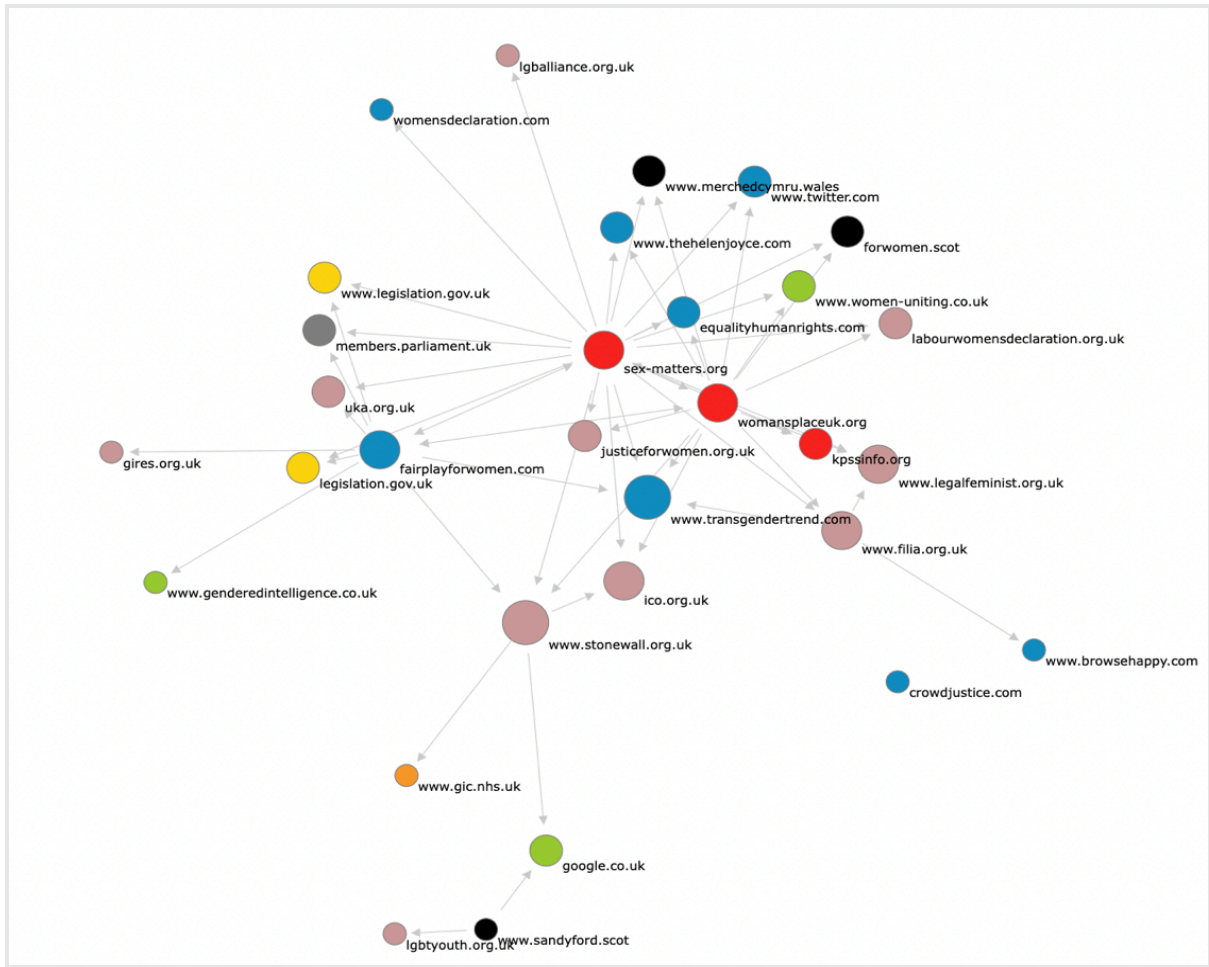 lgballiance.org.uk
womensdeclaration.com
www.merchedcymru.wales
www.twitter.com
www.thehelenjoyce.com
forwomen.scot
www.legislation.gov.uk
www.women-uniting.co.uk
equalityhumanrights.com
labourwomensdeclaration.org.uk
members.parliament.uk
sex-matters.org
uka.org.uk
womansplaceuk.org
justiceforwomen.org.uk
kpssinfo.org
gires.org.uk
fairplayforwomen.com
legislation.gov.uk
www.legalfeminist.org.uk
www.transgendertrend.com
www.filia.org.uk
www.genderedintelligence.co.uk
ico.org.uk
www.stonewall.org.uk
www.browsehappy.com
crowdjustice.com
www.gic.nhs.uk
google.co.uk
www.sandyford.scot
lgbtyouth.org.uk